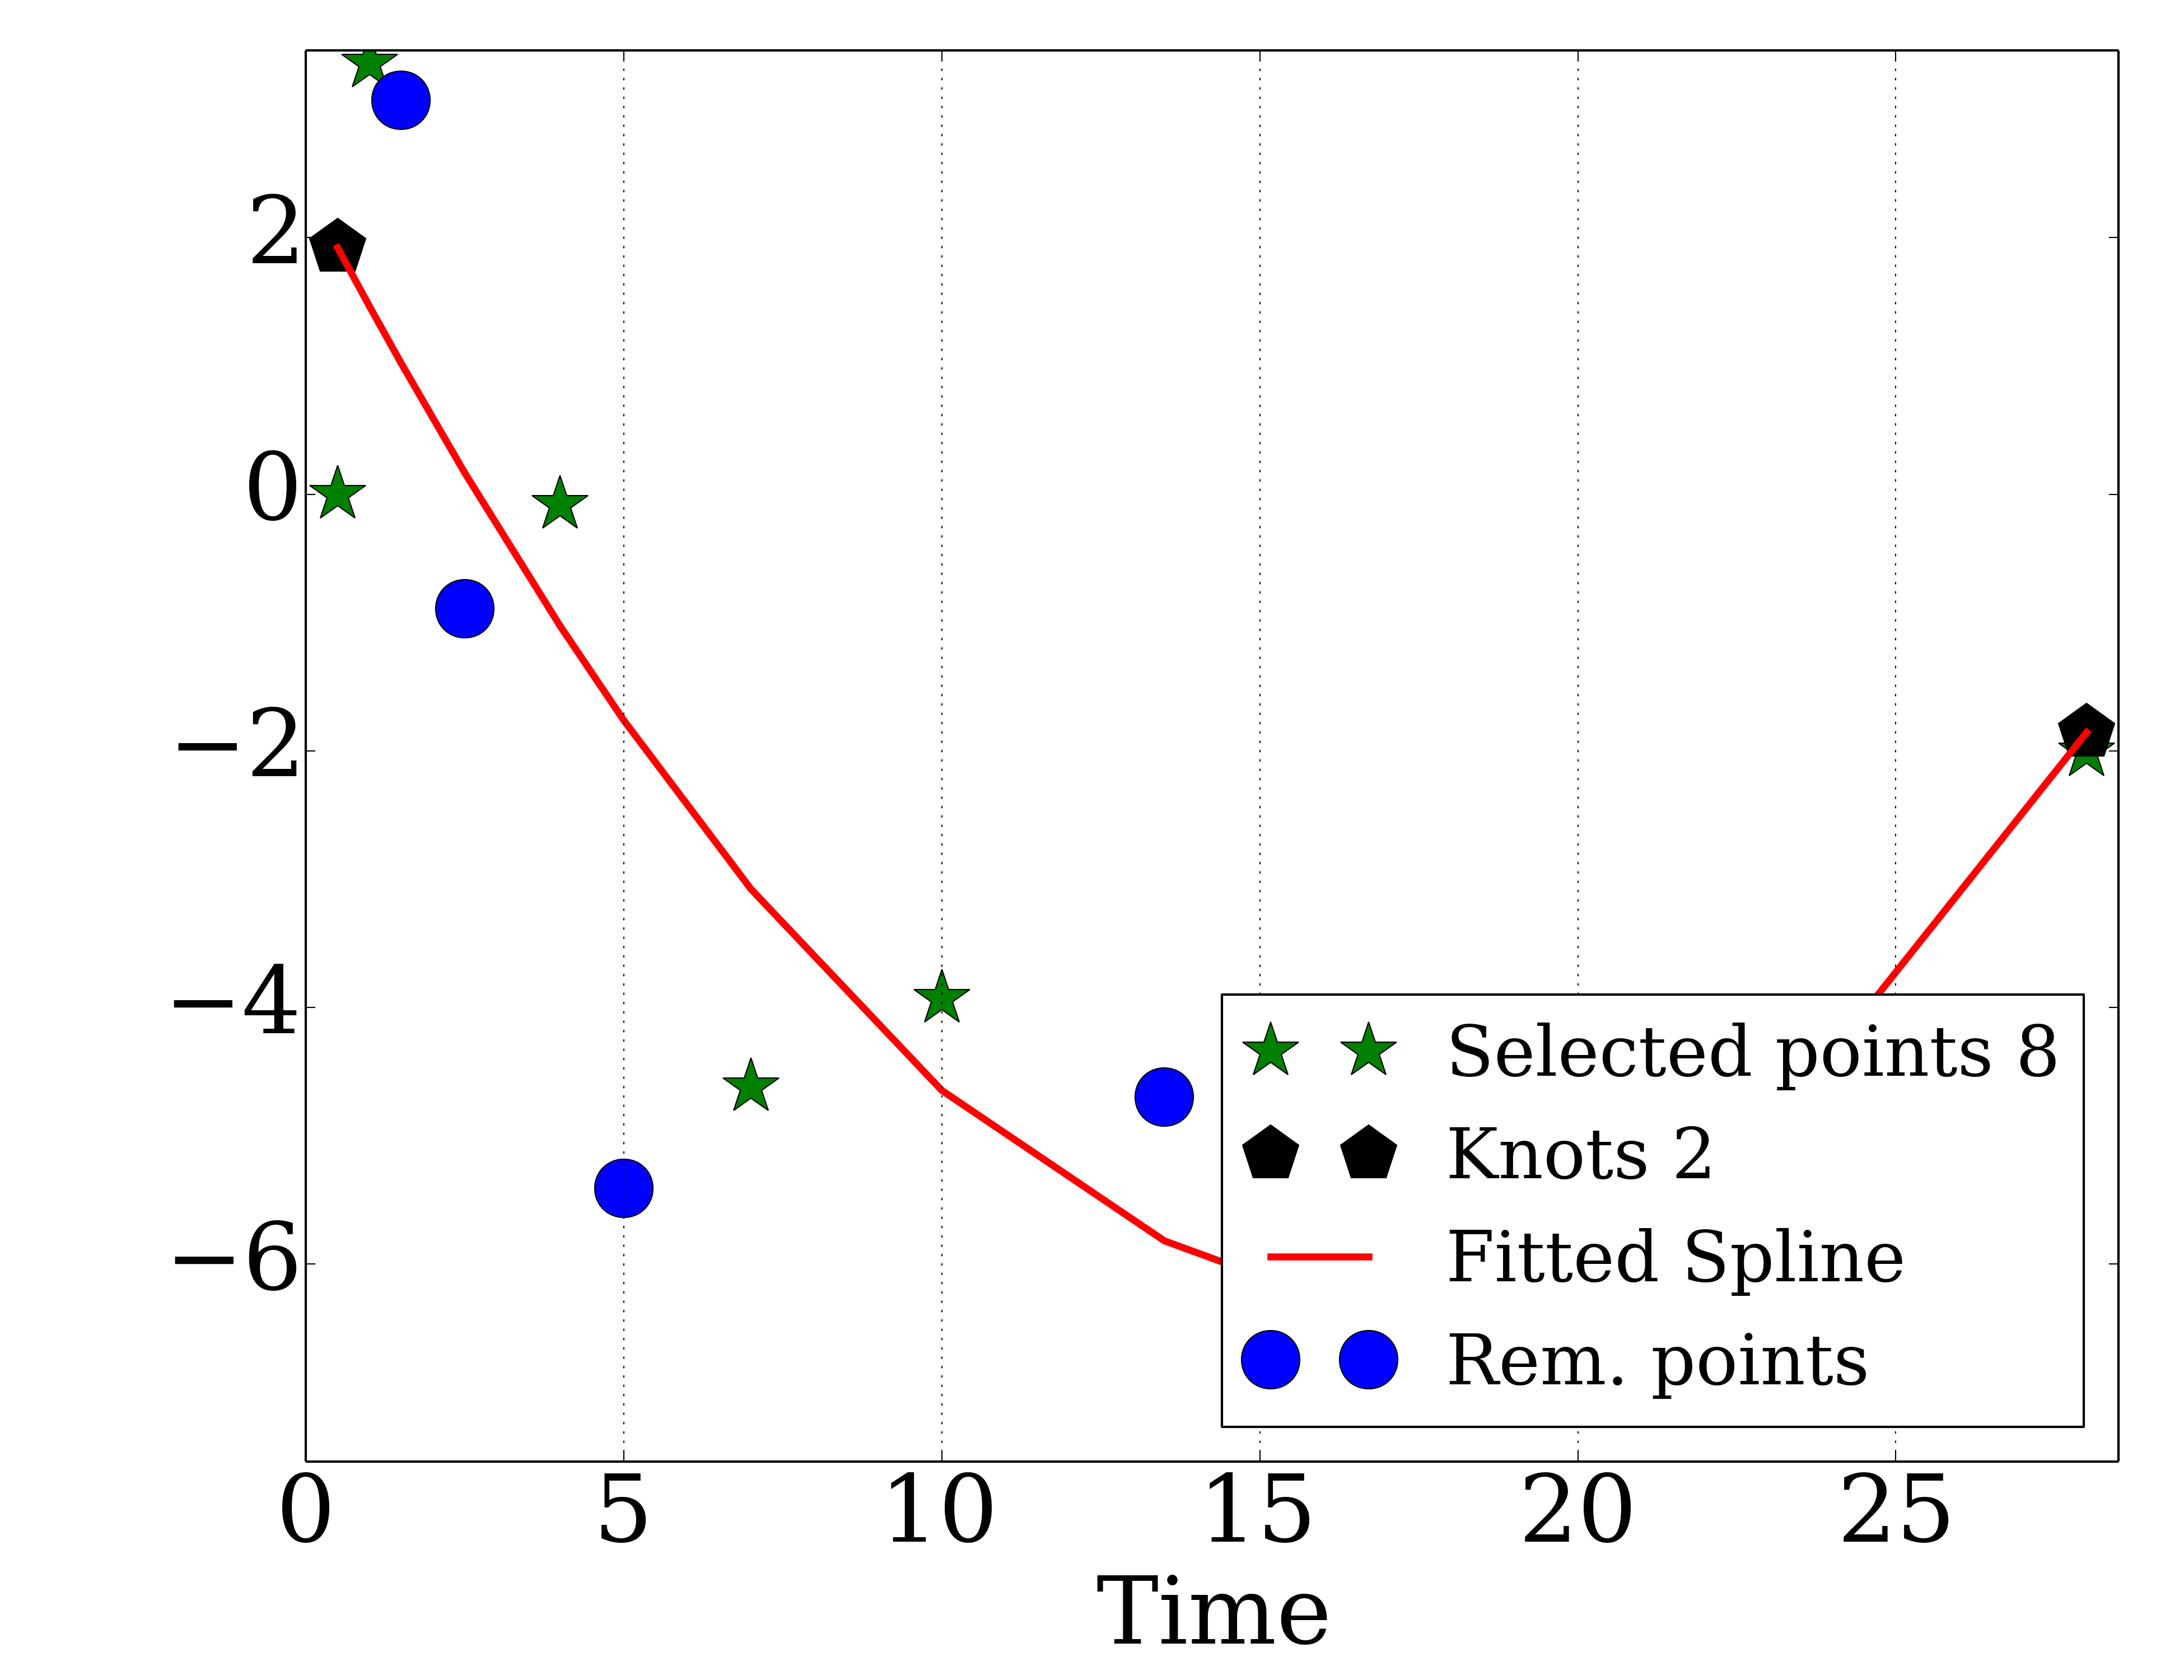 2
0
−2
−4
−6
Selected points 8
Knots 2
Fitted Spline
Rem. points
0 5 10 15 20 25
Time